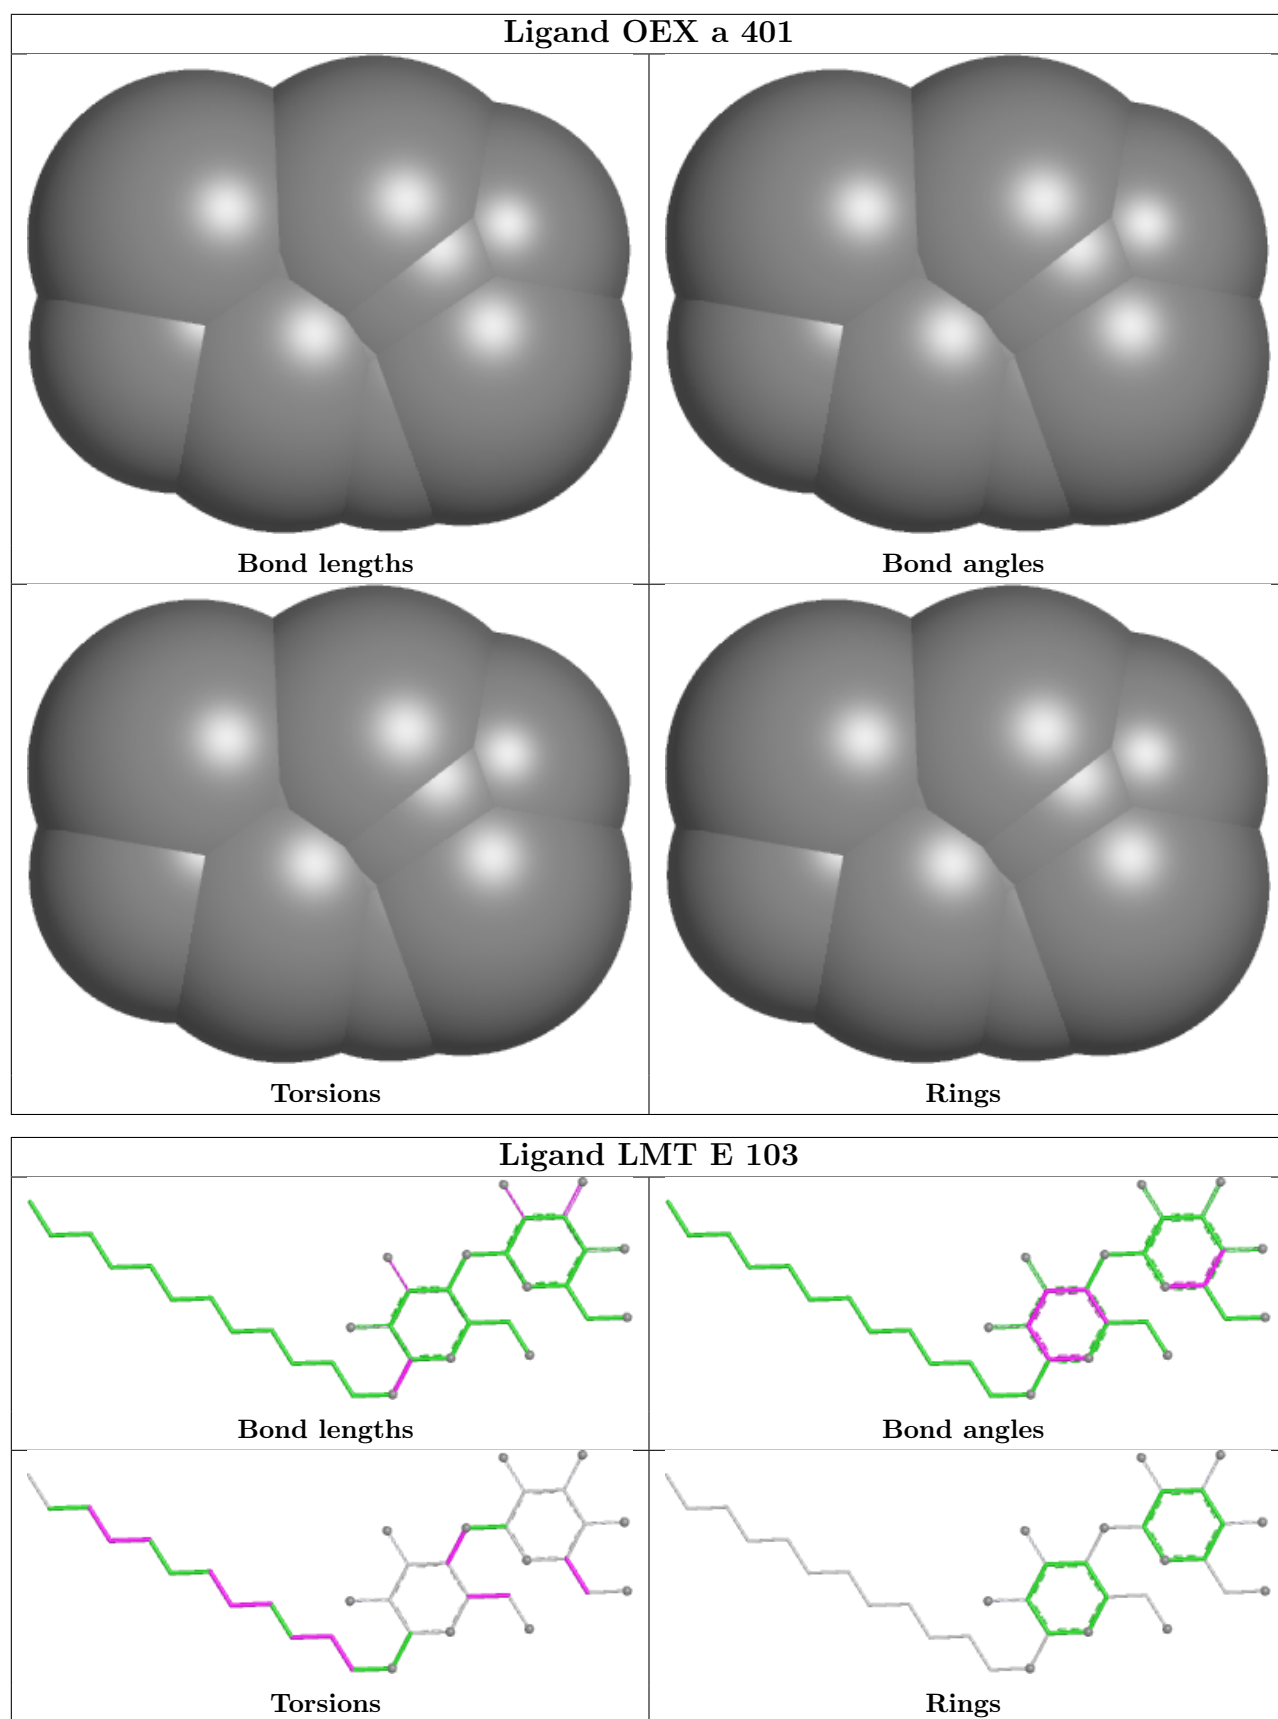 Ligand OEX a 401
Bond lengths
Bond angles
Torsions
Rings
Ligand LMT E 103
Bond lengths
Bond angles
Torsions
Rings